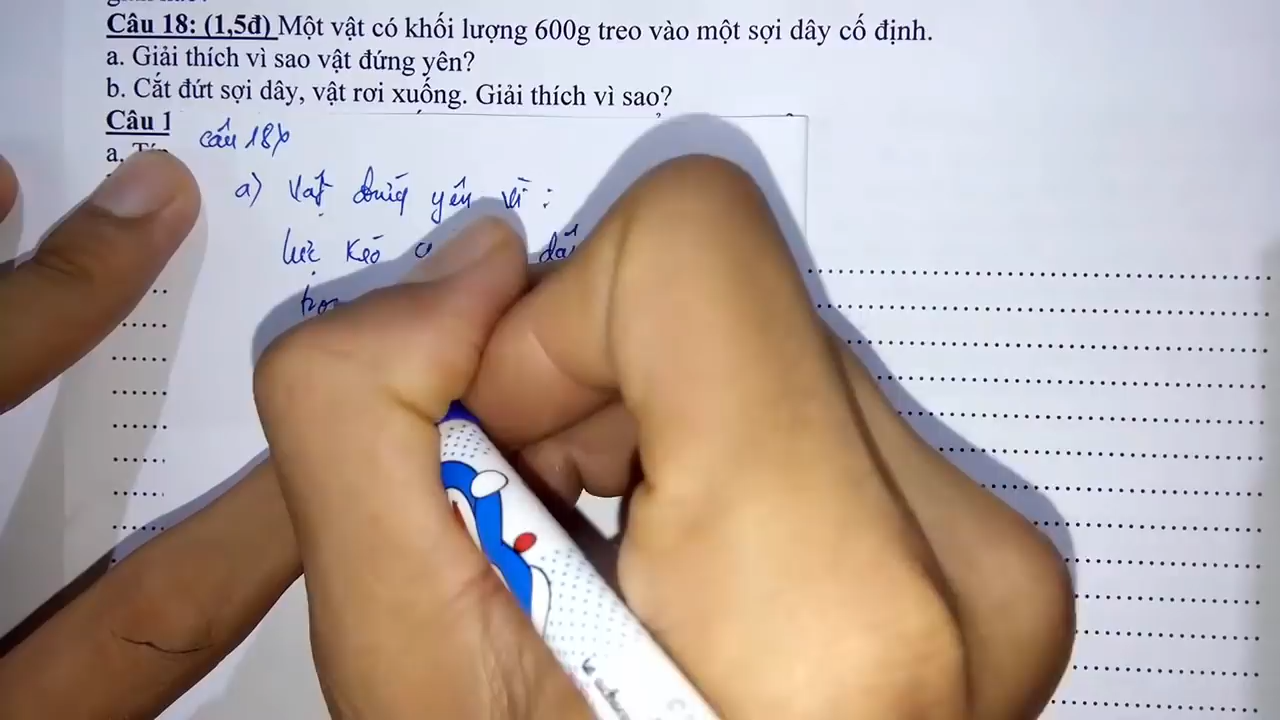 Câu 18: (1,5đ) Một vật có khối lượng 600g treo vào một sợi dây cố định.
a. Giải thích vì sao vật đứng yên?
b. Cắt đứt sợi dây, vật rơi xuống. Giải thích vì sao?
Câu 1
câu 18
a.
a) Vật đứng yên vì :
lực kéo